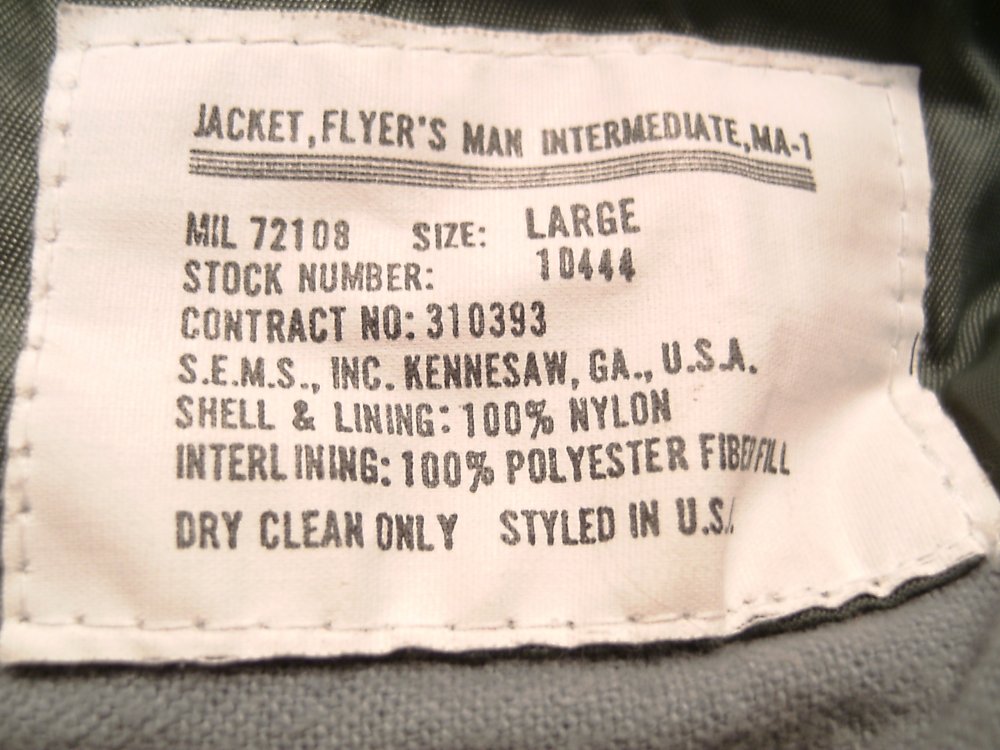 JACKET, FLYER'S MAN INTERMEDIATE, MA-1
MIL 72108 SIZE: LARGE
STOCK NUMBER: 10444
CONTRACT NO: 310393
S.E.M.S., INC. KENNESAW, GA., U.S.A.
SHELL & LINING: 100% NYLON
INTERLINING: 100% POLYESTER FIBERFILL
DRY CLEAN ONLY STYLED IN U.S.